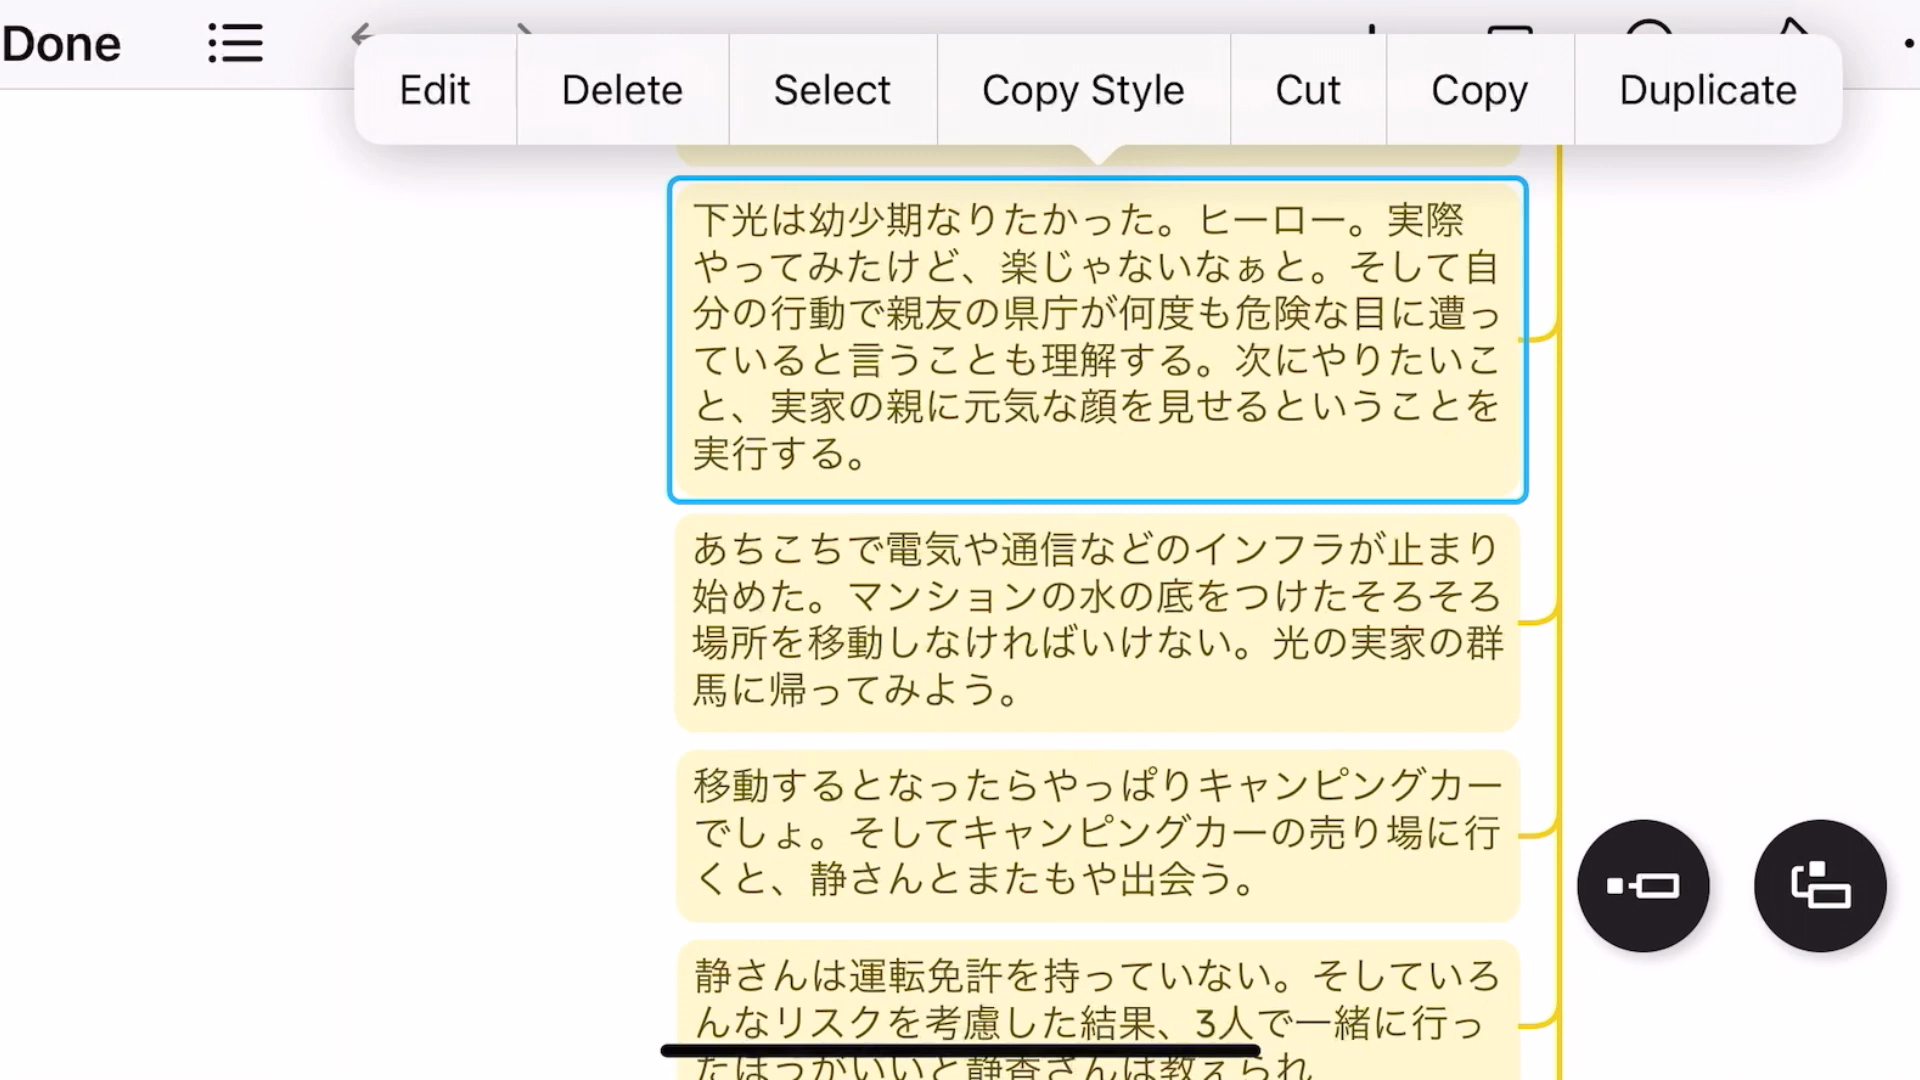 Done
Edit
Delete
Select
Copy Style
Cut
Copy
Duplicate
下光は幼少期なりたかった。ヒーロー。実際
やってみたけど、楽じゃないなぁと。そして自
分の行動で親友の県庁が何度も危険な目に遭っ
ていると言うことも理解する。次にやりたいこ
と、実家の親に元気な顔を見せるということを
実行する。
あちこちで電気や通信などのインフラが止まり
始めた。マンションの水の底をつけたそろそろ
場所を移動しなければいけない。光の実家の群
馬に帰ってみよう。
移動するとなったらやっぱりキャンピングカー
でしょ。そしてキャンピングカーの売り場に行
くと、静さんとまたもや出会う。
静さんは運転免許を持っていない。そしていろ
んなリスクを考慮した結果、3人で一緒に行っ